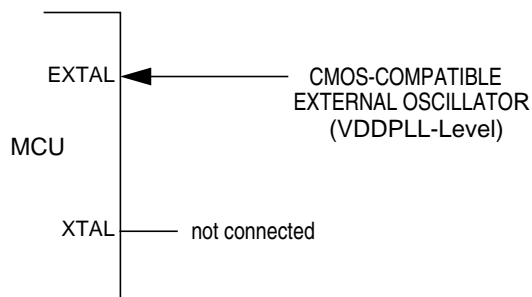 EXTAL
CMOS-COMPATIBLE
EXTERNAL OSCILLATOR
(VDDPLL-Level)
MCU
XTAL
not connected